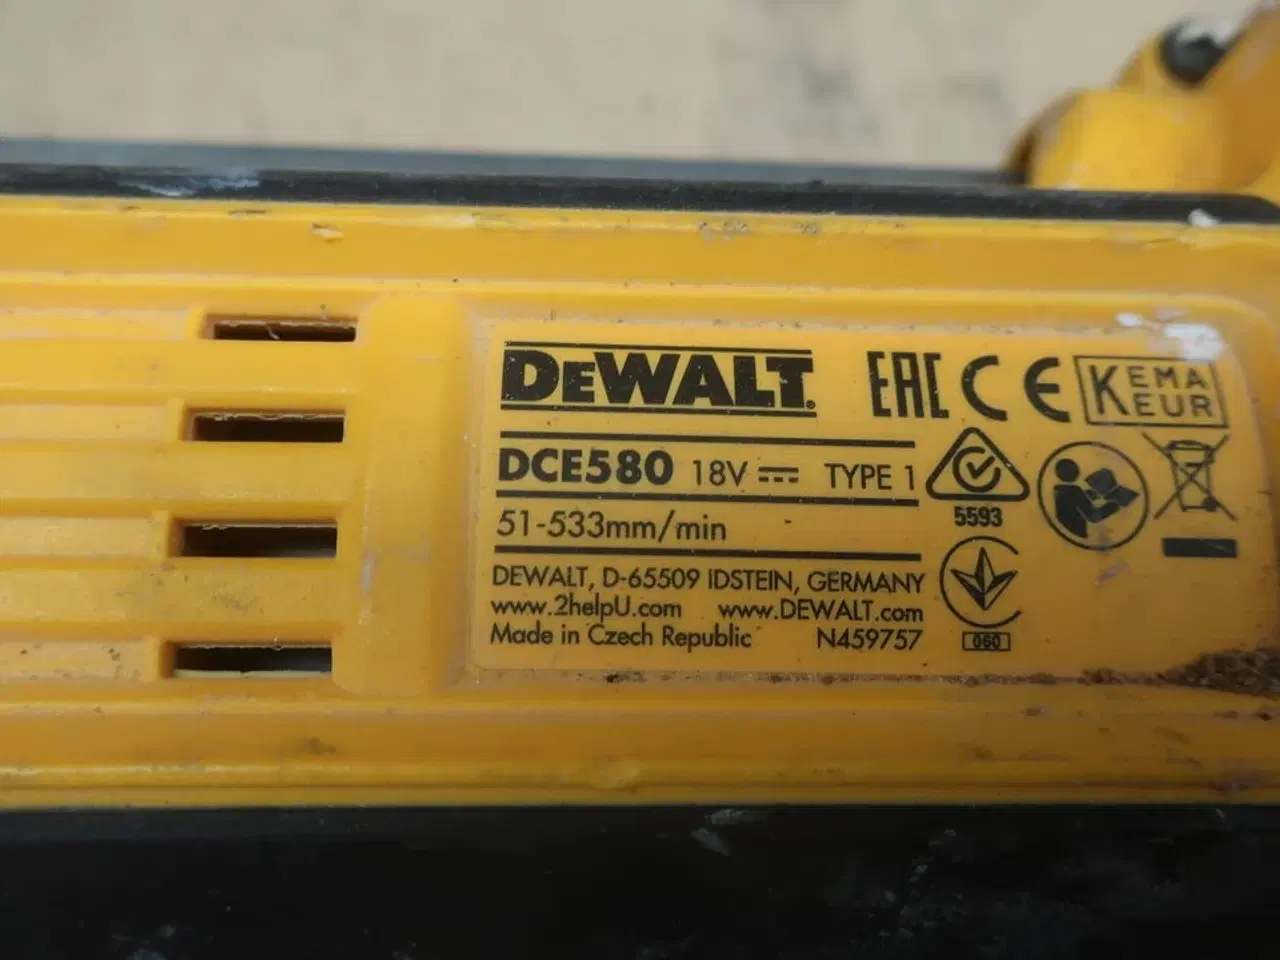 DEWALT®
EAC CE KEMA
KEUR
DCE580 18V TYPE 1
51-533mm/min
5593
DEWALT, D-65509 IDSTEIN, GERMANY
www.2helpU.com www.DEWALT.com
Made in Czech Republic N459757
060